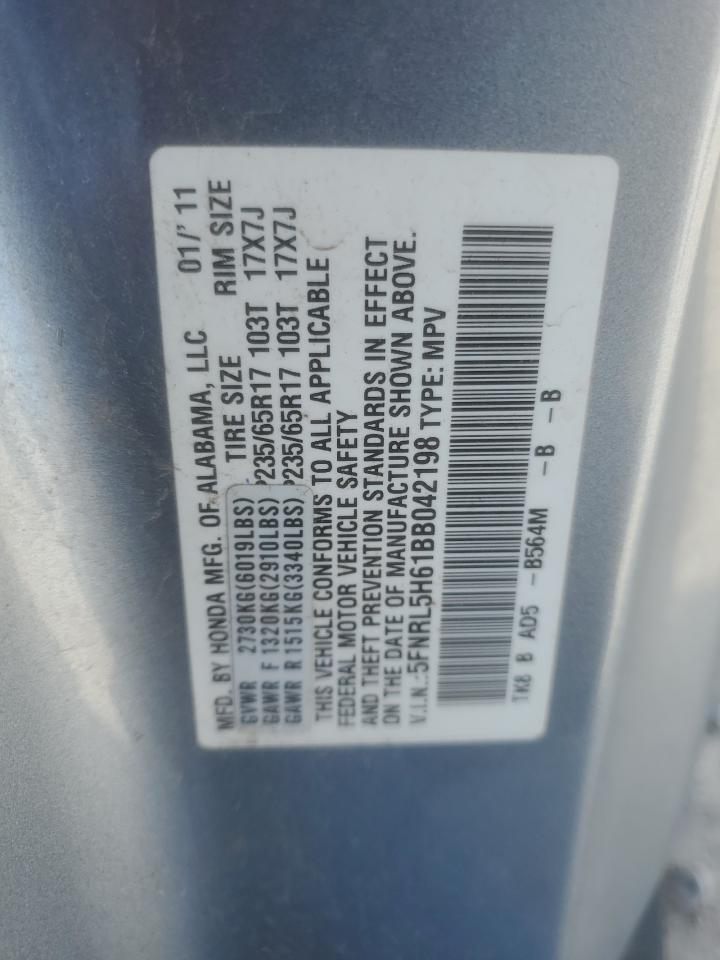 MFD. BY HONDA MFG. OF ALABAMA, LLC 01/'11
TIRE SIZE RIM SIZE
GVWR 2730KG(6019LBS)
GAWR F 1320KG(2910LBS) P235/65R17 103T 17X7J
GAWR R 1515KG(3340LBS) P235/65R17 103T 17X7J
THIS VEHICLE CONFORMS TO ALL APPLICABLE
FEDERAL MOTOR VEHICLE SAFETY
AND THEFT PREVENTION STANDARDS IN EFFECT
ON THE DATE OF MANUFACTURE SHOWN ABOVE.
V.I.N.:5FNRL5H61BB042198 TYPE: MPV
TK8 B AD5 -B564M -B -B